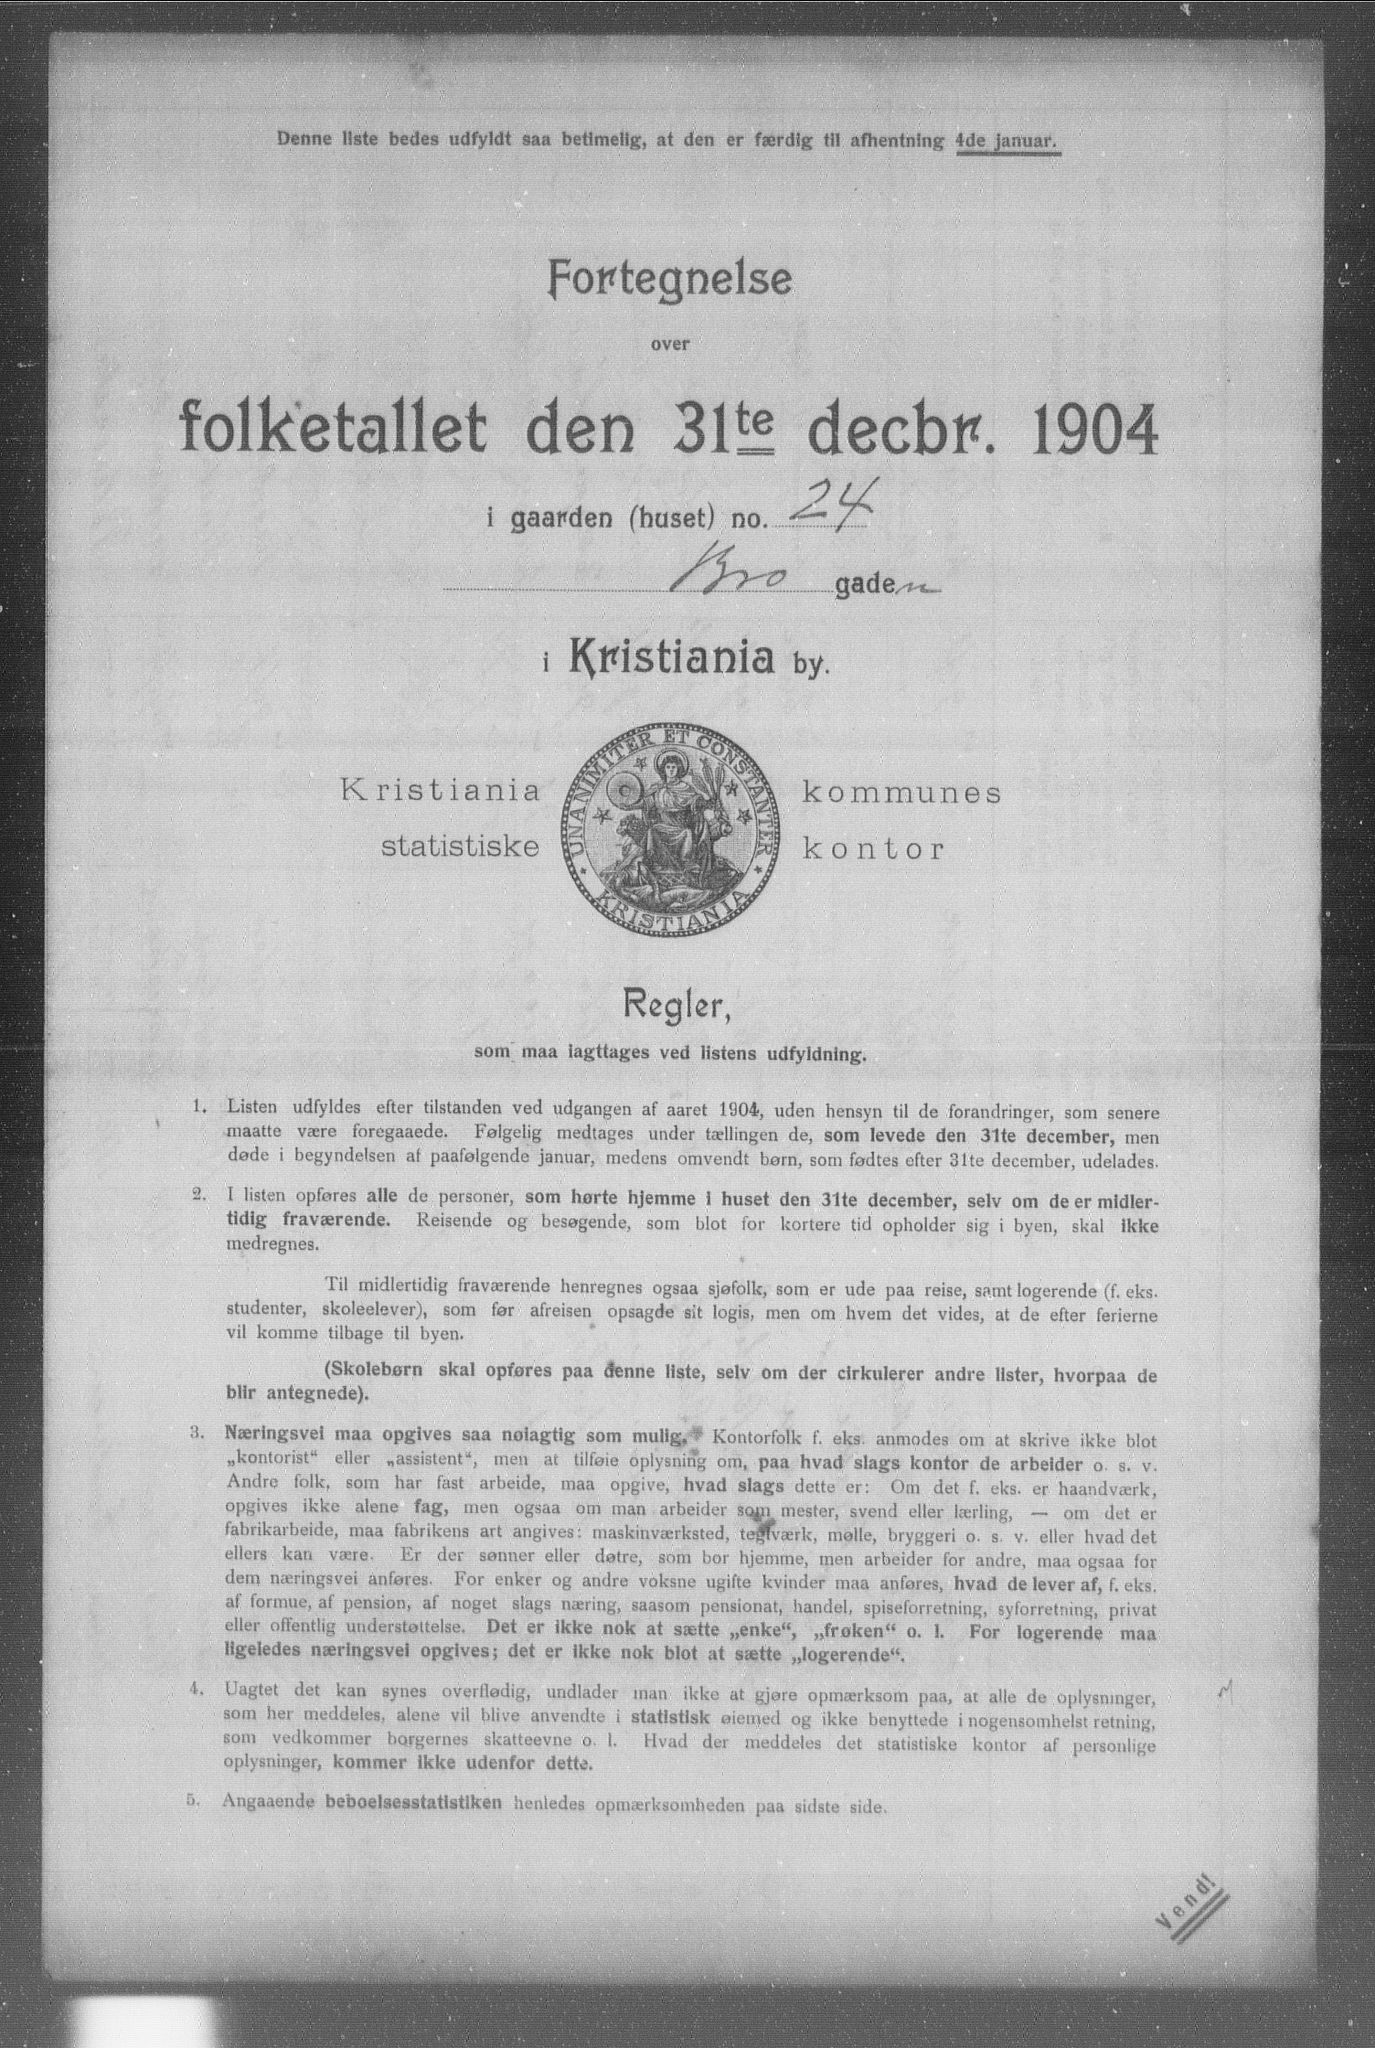 Denne liste bedes udfyldt saa betimelig, at den er færdig til afhentning 4de januar.
Fortegnelse
over
folketallet den 31te decbr. 1904
i gaarden (huset) no. 24
Bro gaden
i Kristiania by.
Kristiania kommunes
statistiske kontor
UNANIMITER ET CONSTANTER
KRISTIANIA
Regler,
som maa iagttages ved listens udfyldning.
1. Listen udfyldes efter tilstanden ved udgangen af aaret 1904, uden hensyn til de forandringer, som senere
maatte være foregaaede. Følgelig medtages under tællingen de, som levede den 31te december, men
døde i begyndelsen af paafølgende januar, medens omvendt børn, som fødtes efter 31te december, udelades.
2. I listen opføres alle de personer, som hørte hjemme i huset den 31te december, selv om de er midler-
tidig fraværende. Reisende og besøgende, som blot for kortere tid opholder sig i byen, skal ikke
medregnes.
Til midlertidig fraværende henregnes ogsaa sjøfolk, som er ude paa reise, samt logerende (f. eks.
studenter, skoleelever), som før afreisen opsagde sit logis, men om hvem det vides, at de efter ferierne
vil komme tilbage til byen.
(Skolebørn skal opføres paa denne liste, selv om der cirkulerer andre lister, hvorpaa de
blir antegnede).
3. Næringsvei maa opgives saa nøiagtig som mulig. Kontorfolk f. eks. anmodes om at skrive ikke blot
„kontorist“ eller „assistent“, men at tilføie oplysning om, paa hvad slags kontor de arbeider o. s. v.
Andre folk, som har fast arbeide, maa opgive, hvad slags dette er: Om det f. eks. er haandværk,
opgives ikke alene fag, men ogsaa om man arbeider som mester, svend eller lærling, — om det er
fabrikarbeide, maa fabrikens art angives: maskinværksted, teglværk, mølle, bryggeri o. s. v. eller hvad det
ellers kan være. Er der sønner eller døtre, som bor hjemme, men arbeider for andre, maa ogsaa for
dem næringsvei anføres. For enker og andre voksne ugifte kvinder maa anføres, hvad de lever af, f. eks.
af formue, af pension, af noget slags næring, saasom pensionat, handel, spiseforretning, syforretning, privat
eller offentlig understøttelse. Det er ikke nok at sætte „enke“, „frøken“ o. l. For logerende maa
ligeledes næringsvei opgives; det er ikke nok blot at sætte „logerende“.
4. Uagtet det kan synes overflødig, undlader man ikke at gjøre opmærksom paa, at alle de oplysninger,
som her meddeles, alene vil blive anvendte i statistisk øiemed og ikke benyttede i nogensomhelst retning,
som vedkommer borgernes skatteevne o. l. Hvad der meddeles det statistiske kontor af personlige
oplysninger, kommer ikke udenfor dette.
5. Angaaende beboelsesstatistiken henledes opmærksomheden paa sidste side.
Vend!